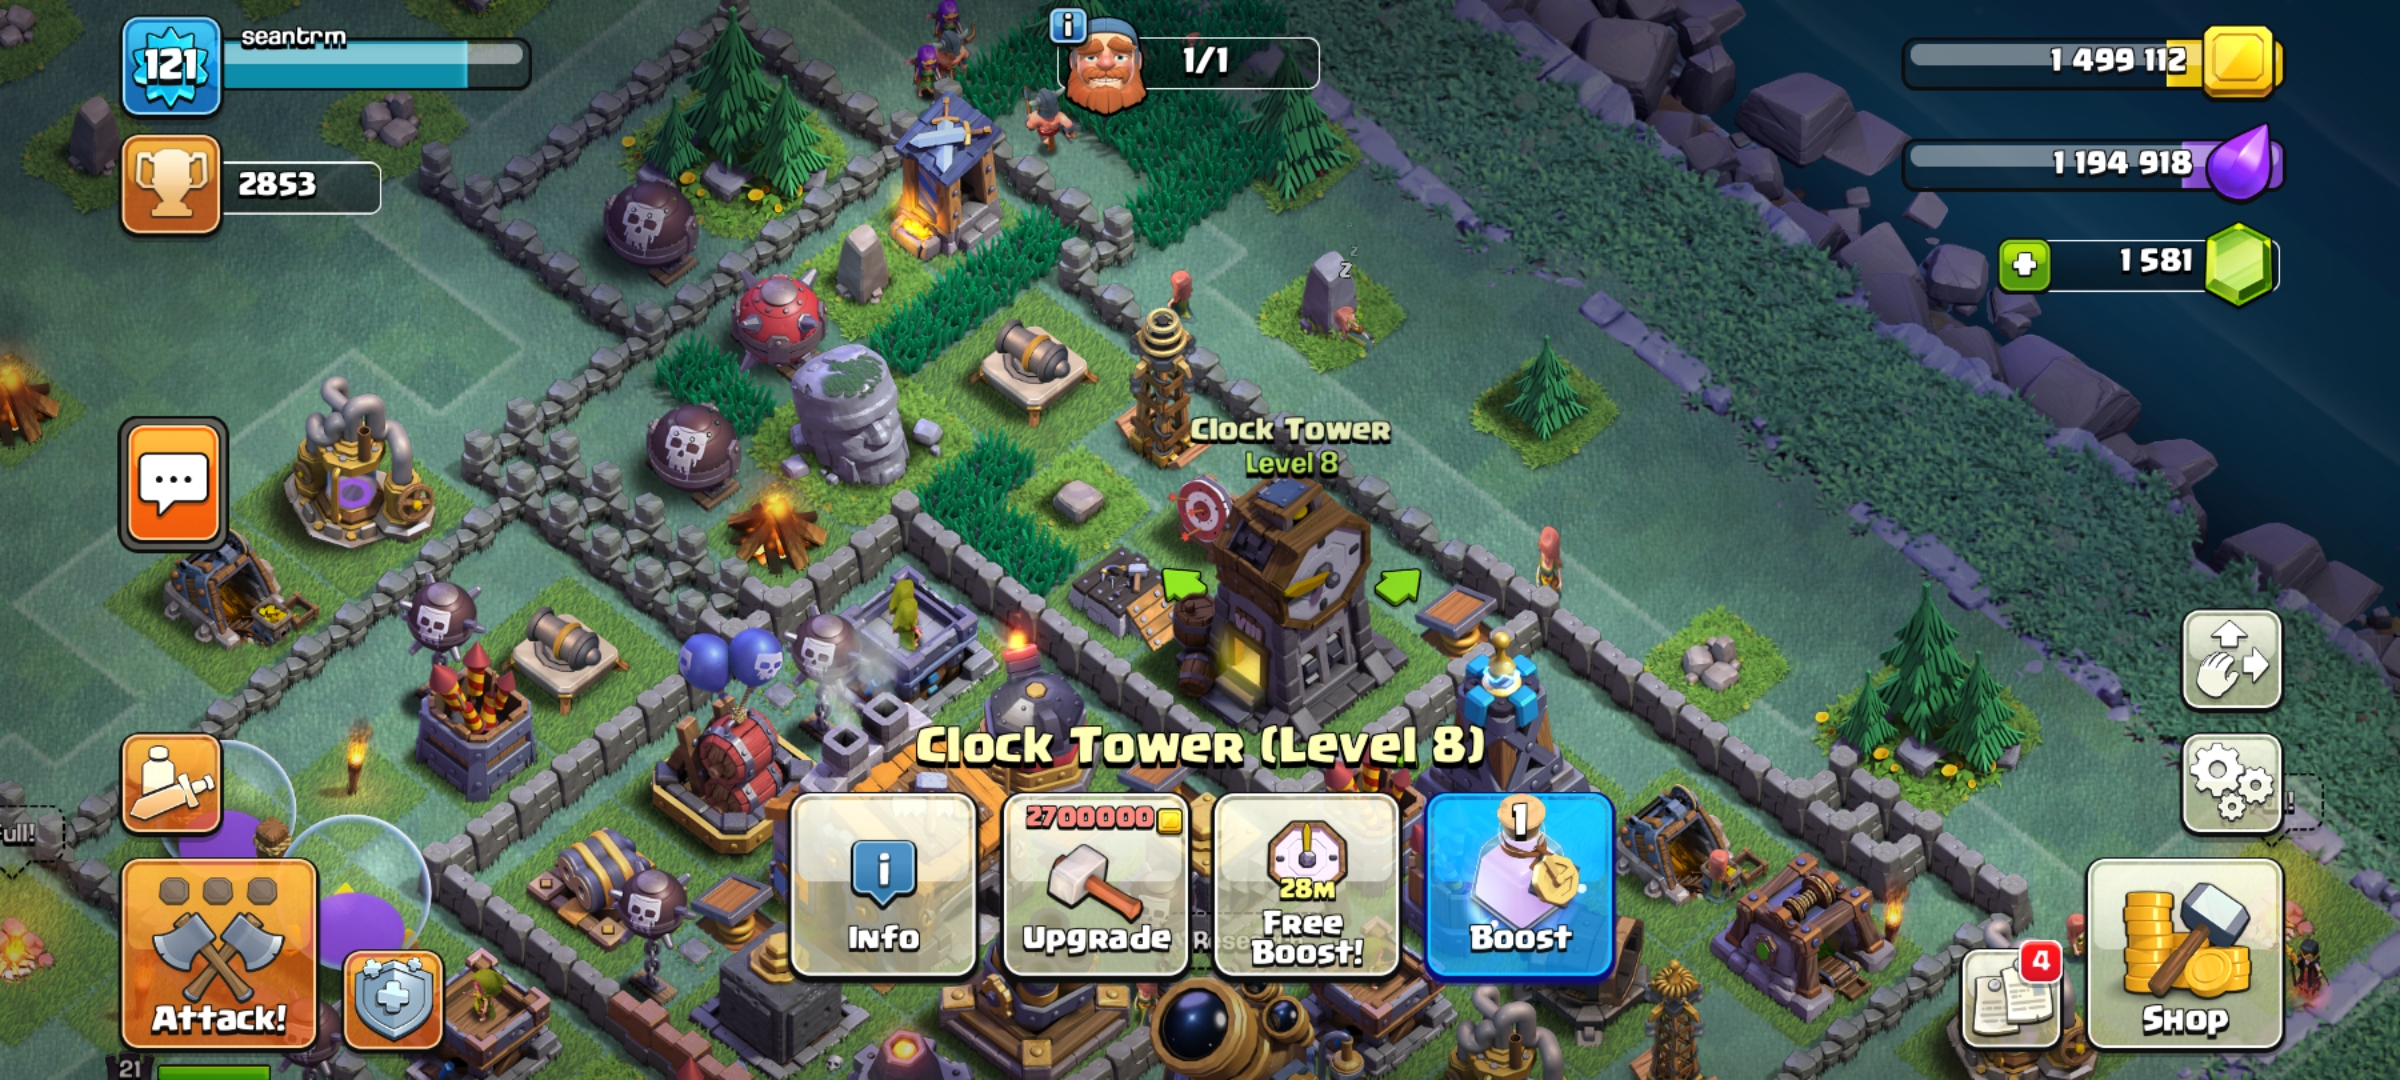 121
seantrm
1/1
1 499 112
2853
1 194 918
1 581
z
z
Clock Tower
Level 8
VIII
Clock Tower (Level 8)
Info
2700000
Upgrade
28M
Free
Boost!
1
Boost
Attack!
4
Shop
21